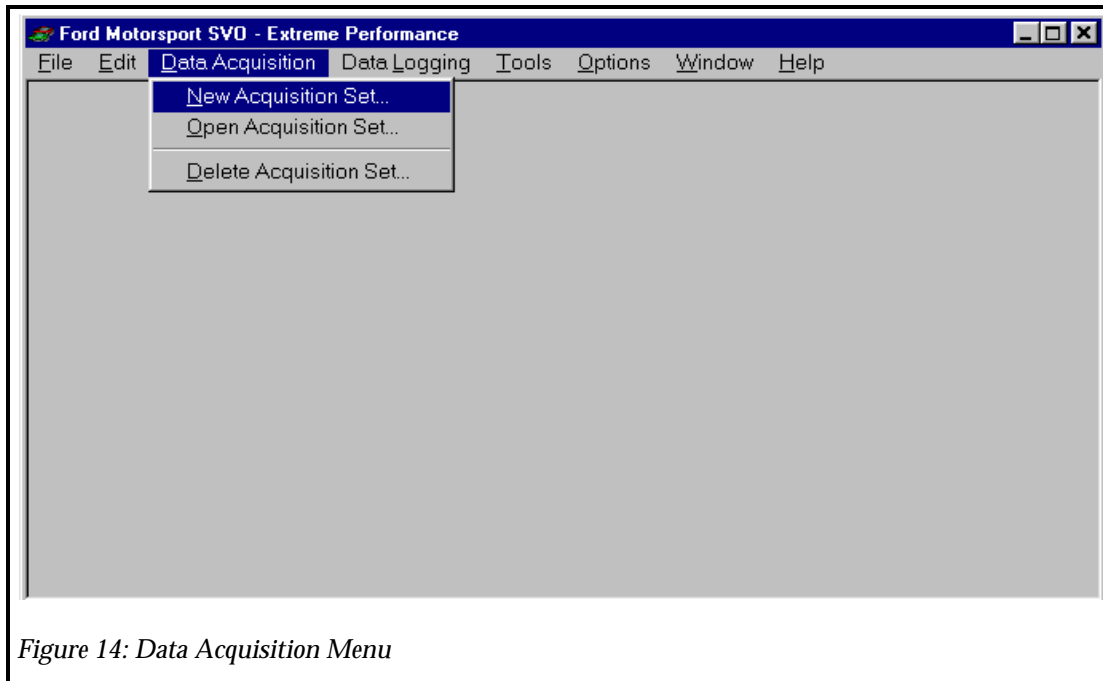 Ford Motorsport SVO - Extreme Performance
File Edit Data Acquisition Data Logging Tools Options Window Help
New Acquisition Set...
Open Acquisition Set...
Delete Acquisition Set...
Figure 14: Data Acquisition Menu